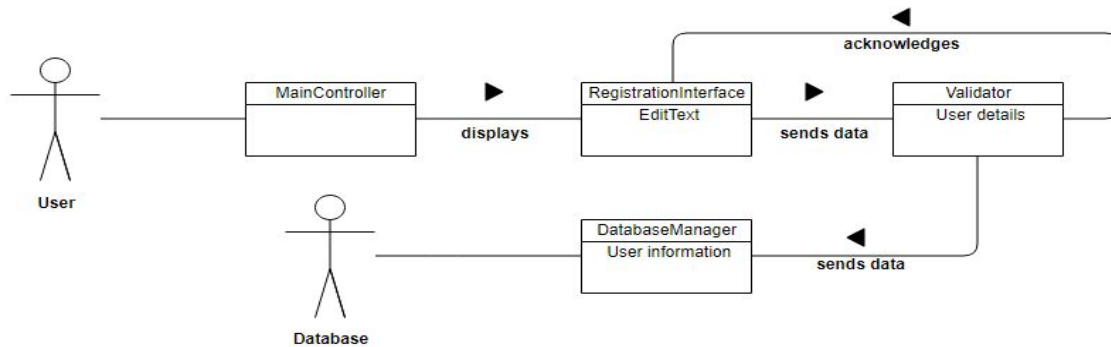 acknowledges
MainController
RegistrationInterface
EditText
Validator
User details
displays
sends data
User
DatabaseManager
User information
sends data
Database